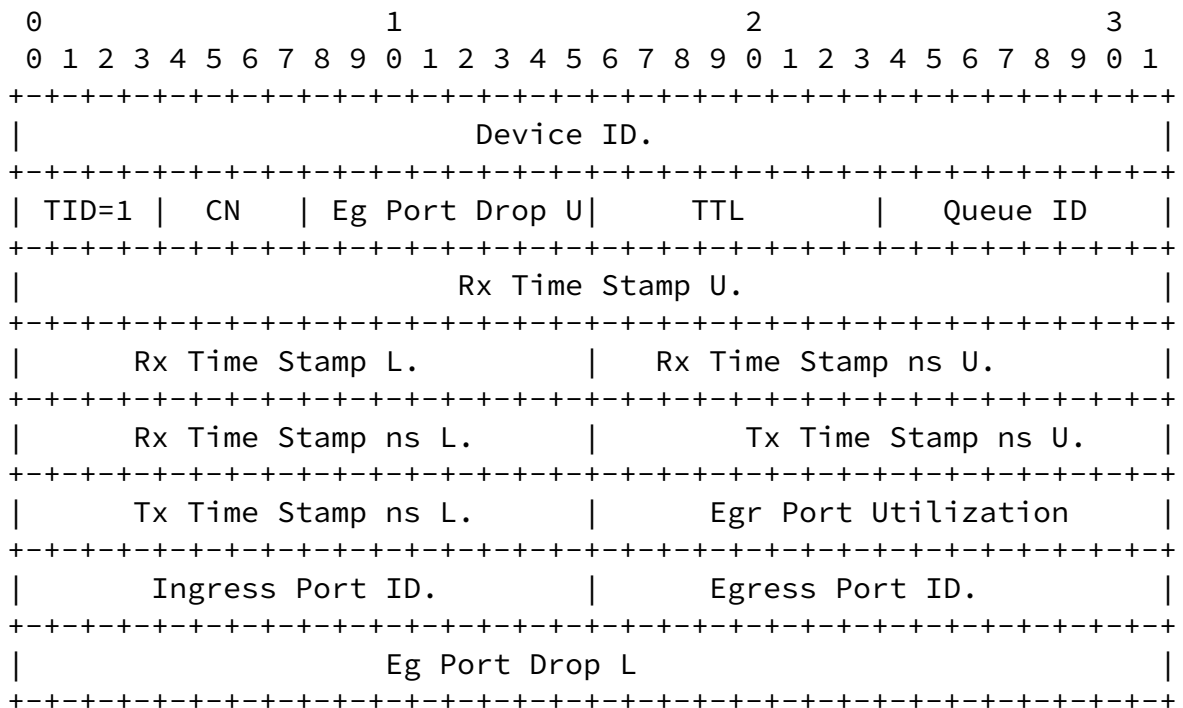 0                   1                   2                   3
 0 1 2 3 4 5 6 7 8 9 0 1 2 3 4 5 6 7 8 9 0 1 2 3 4 5 6 7 8 9 0 1
+-+-+-+-+-+-+-+-+-+-+-+-+-+-+-+-+-+-+-+-+-+-+-+-+-+-+-+-+-+-+-+-+
|                         Device ID.                            |
+-+-+-+-+-+-+-+-+-+-+-+-+-+-+-+-+-+-+-+-+-+-+-+-+-+-+-+-+-+-+-+-+
| TID=1 |  CN   | Eg Port Drop U|     TTL       |   Queue ID    |
+-+-+-+-+-+-+-+-+-+-+-+-+-+-+-+-+-+-+-+-+-+-+-+-+-+-+-+-+-+-+-+-+
|                        Rx Time Stamp U.                       |
+-+-+-+-+-+-+-+-+-+-+-+-+-+-+-+-+-+-+-+-+-+-+-+-+-+-+-+-+-+-+-+-+
|      Rx Time Stamp L.         |   Rx Time Stamp ns U.         |
+-+-+-+-+-+-+-+-+-+-+-+-+-+-+-+-+-+-+-+-+-+-+-+-+-+-+-+-+-+-+-+-+
|      Rx Time Stamp ns L.      |        Tx Time Stamp ns U.    |
+-+-+-+-+-+-+-+-+-+-+-+-+-+-+-+-+-+-+-+-+-+-+-+-+-+-+-+-+-+-+-+-+
|      Tx Time Stamp ns L.      |      Egr Port Utilization     |
+-+-+-+-+-+-+-+-+-+-+-+-+-+-+-+-+-+-+-+-+-+-+-+-+-+-+-+-+-+-+-+-+
|       Ingress Port ID.        |      Egress Port ID.          |
+-+-+-+-+-+-+-+-+-+-+-+-+-+-+-+-+-+-+-+-+-+-+-+-+-+-+-+-+-+-+-+-+
|                    Eg Port Drop L                             |
+-+-+-+-+-+-+-+-+-+-+-+-+-+-+-+-+-+-+-+-+-+-+-+-+-+-+-+-+-+-+-+-+